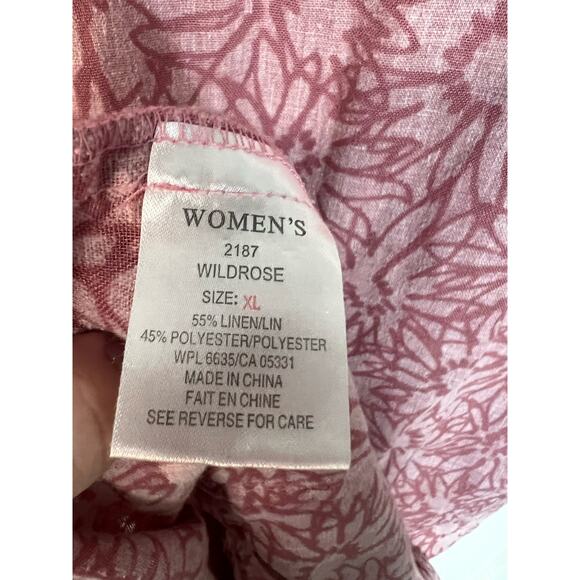 WOMEN'S
2187
WILDROSE
SIZE: XL
55% LINEN/LIN
45% POLYESTER/POLYESTER
WPL 6635/CA 05331
MADE IN CHINA
FAIT EN CHINE
SEE REVERSE FOR CARE